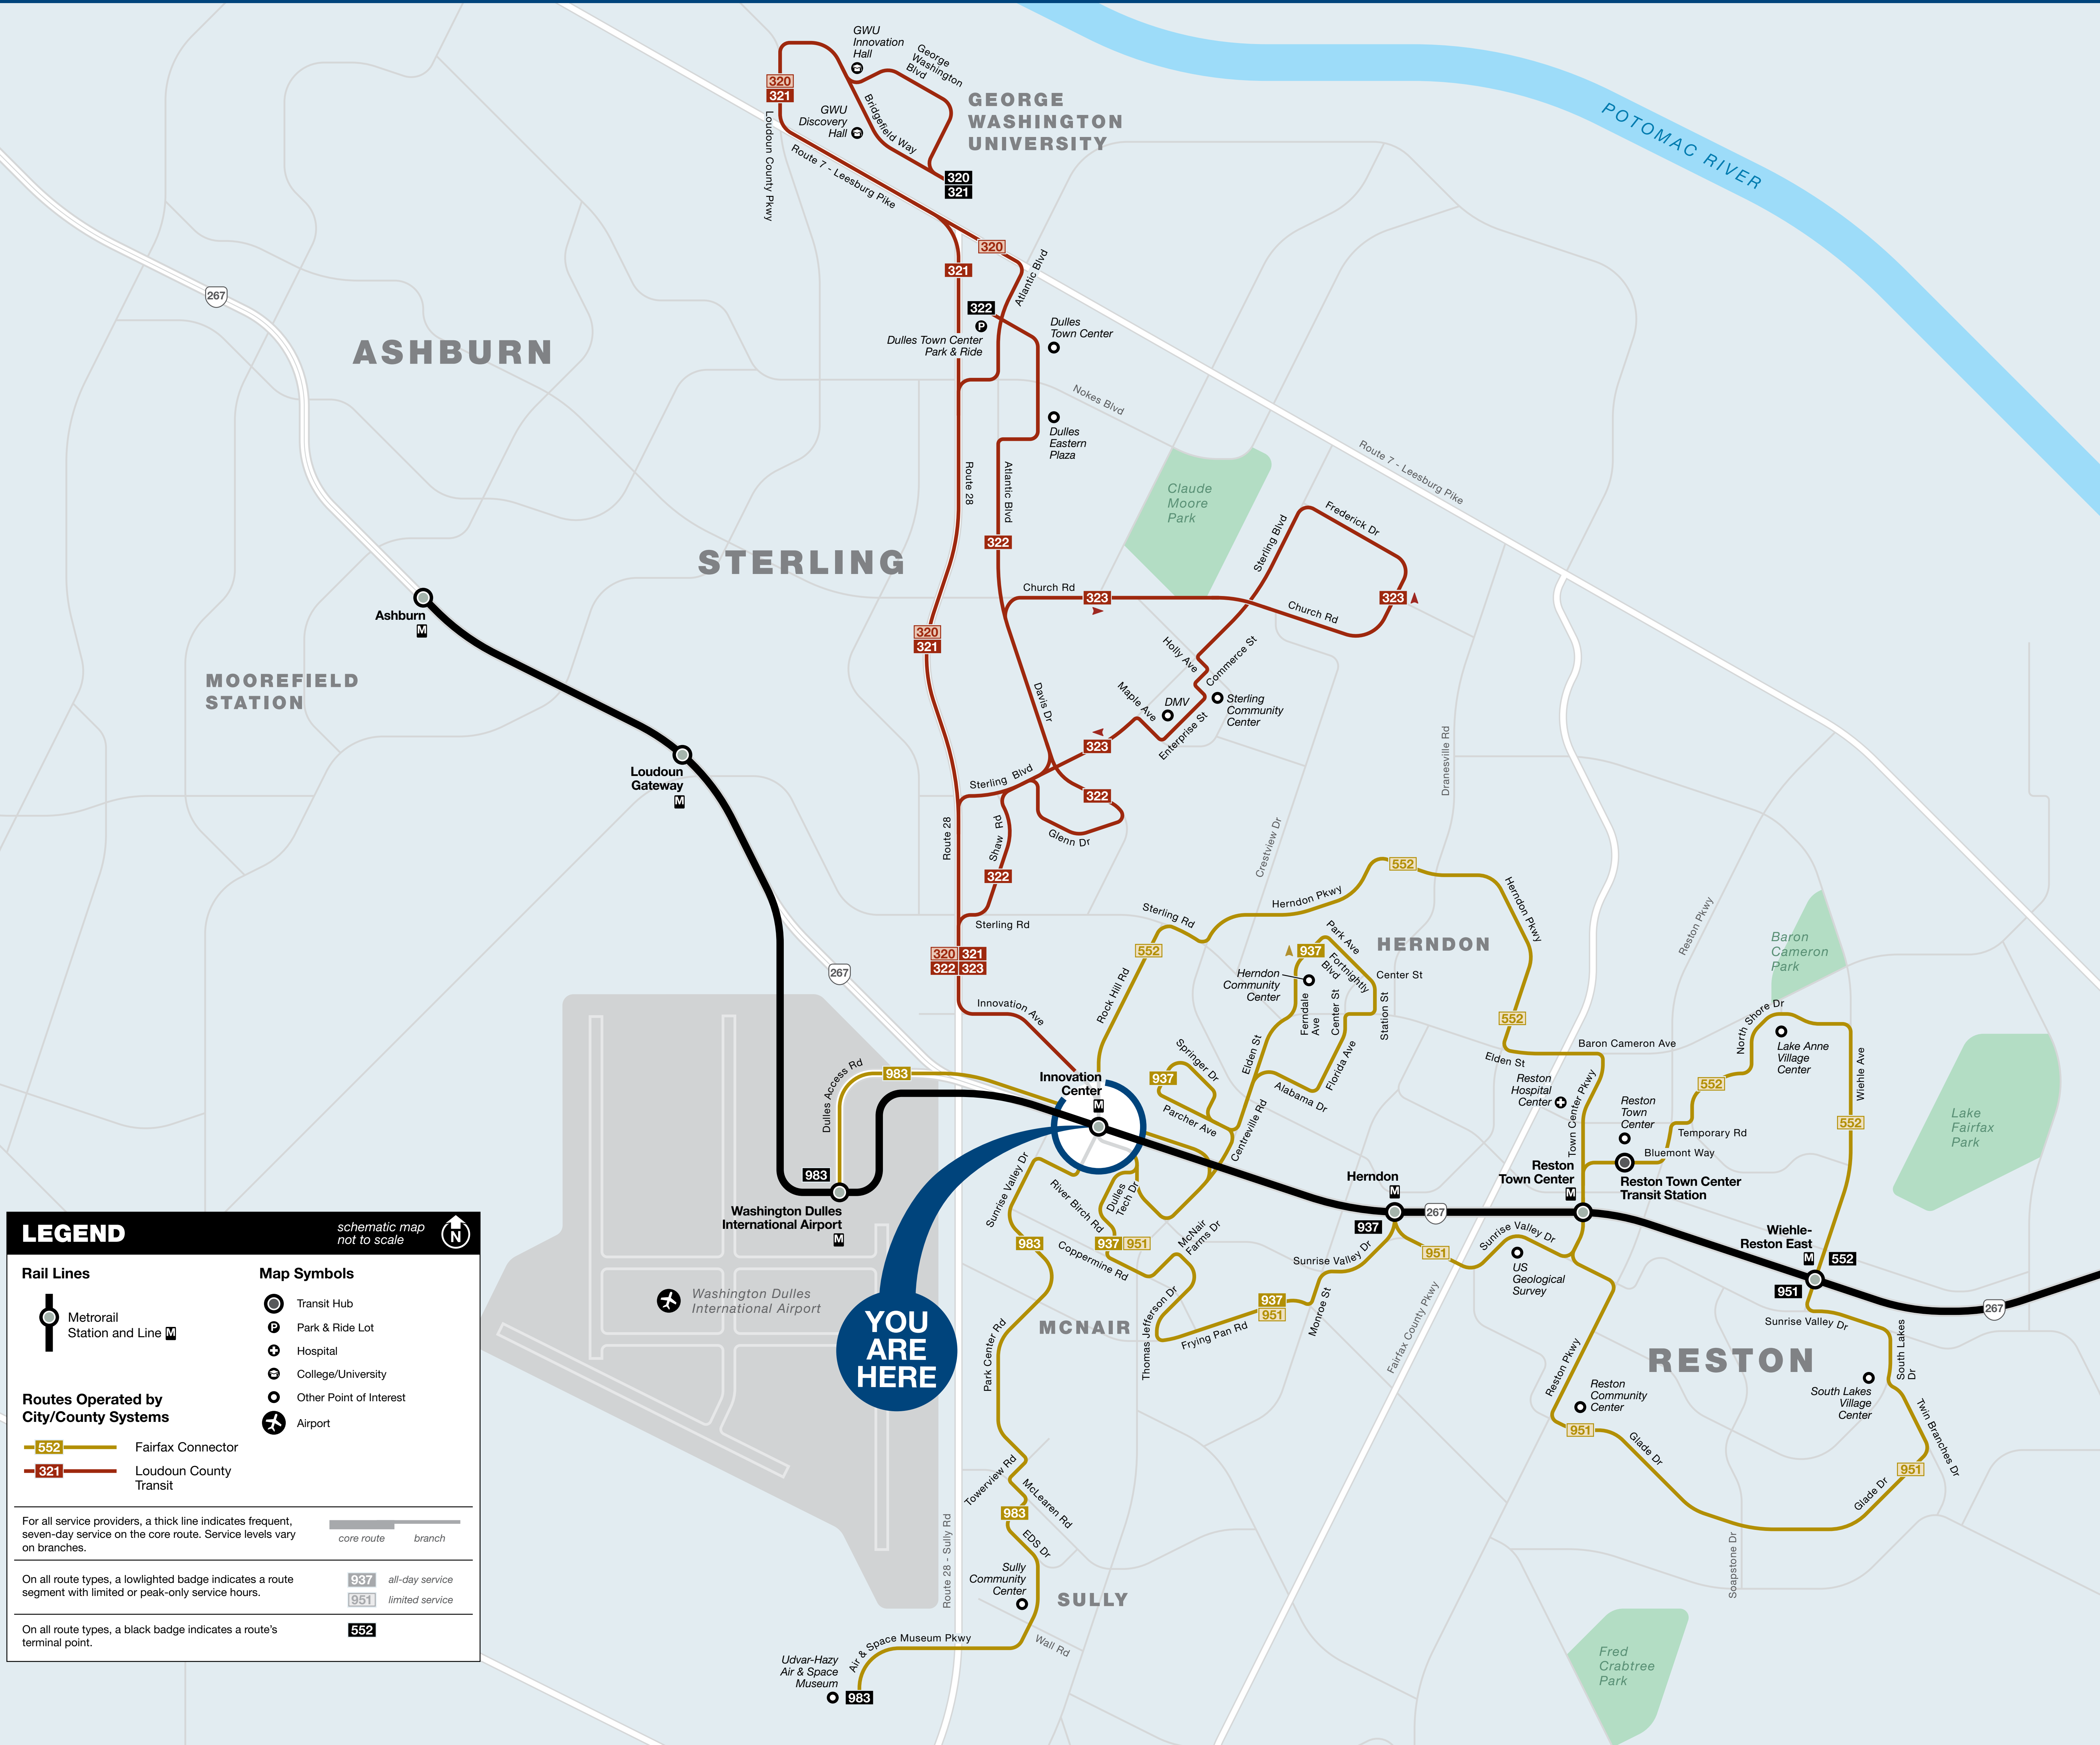 GWU
Innovation
Hall
George
Washington
Blvd
320
321
GWU
Discovery
Hall
Bridgefield Way
GEORGE
WASHINGTON
UNIVERSITY
Loudoun County Pkwy
Route 7 - Leesburg Pike
320
321
POTOMAC RIVER
320
321
Atlantic Blvd
267
322
Dulles Town Center
Park & Ride
P
Dulles
Town Center
ASHBURN
Nokes Blvd
Dulles
Eastern
Plaza
Route 7 - Leesburg Pike
Route 28
Atlantic Blvd
Claude
Moore
Park
Sterling Blvd
Frederick Dr
322
STERLING
Church Rd
323
323
Church Rd
Ashburn
M
320
321
Holly Ave
Commerce St
MOOREFIELD
STATION
Davis Dr
Maple Ave
DMV
Sterling
Community
Center
Enterprise St
323
Dranesville Rd
Loudoun
Gateway
M
Sterling Blvd
322
Glenn Dr
Route 28
Shaw Rd
Crestview Dr
322
552
Herndon Pkwy
Herndon Pkwy
Sterling Rd
Sterling Rd
Reston Pkwy
320 321
322 323
552
937
Park Ave
HERNDON
Baron
Cameron
Park
267
Herndon
Community
Center
Fortnightly
Blvd
Center St
Rock Hill Rd
Innovation Ave
Ferndale
Ave
Center St
Station St
552
North Shore Dr
Elden St
Florida Ave
Elden St
Baron Cameron Ave
Lake Anne
Village
Center
Wiehle Ave
Springer Dr
Dulles Access Rd
983
Innovation
Center
M
937
Alabama Dr
Reston
Hospital
Center
Town Center Pkwy
552
Reston
Town
Center
552
Lake
Fairfax
Park
Parcher Ave
Centreville Rd
Temporary Rd
Bluemont Way
983
Sunrise Valley Dr
River Birch Rd
Dulles
Tech Dr
Herndon
M
Reston
Town Center
M
Reston Town Center
Transit Station
Washington Dulles
International Airport
M
983
937 951
McNair
Farms Dr
937
267
Sunrise Valley Dr
Wiehle-
Reston East
M
552
Coppermine Rd
Sunrise Valley Dr
951
US
Geological
Survey
951
Washington Dulles
International Airport
YOU
ARE
HERE
MCNAIR
Thomas Jefferson Dr
937
951
Frying Pan Rd
Monroe St
Fairfax County Pkwy
267
Sunrise Valley Dr
South Lakes
Dr
Park Center Rd
Reston Pkwy
RESTON
Reston
Community
Center
South Lakes
Village
Center
951
Glade Dr
Twin Branches Dr
951
Glade Dr
Towerview Rd
McLearen Rd
983
EDS Dr
Route 28 - Sully Rd
Sully
Community
Center
SULLY
Soapstone Dr
Air & Space Museum Pkwy
Wall Rd
Udvar-Hazy
Air & Space
Museum
983
Fred
Crabtree
Park
LEGEND
schematic map
not to scale
N
Rail Lines
Metrorail
Station and Line M
Map Symbols
Transit Hub
P Park & Ride Lot
Hospital
College/University
Other Point of Interest
Airport
Routes Operated by
City/County Systems
552 Fairfax Connector
321 Loudoun County
Transit
For all service providers, a thick line indicates frequent,
seven-day service on the core route. Service levels vary
on branches.
core route branch
On all route types, a lowlighted badge indicates a route
segment with limited or peak-only service hours.
937 all-day service
951 limited service
On all route types, a black badge indicates a route's
terminal point.
552